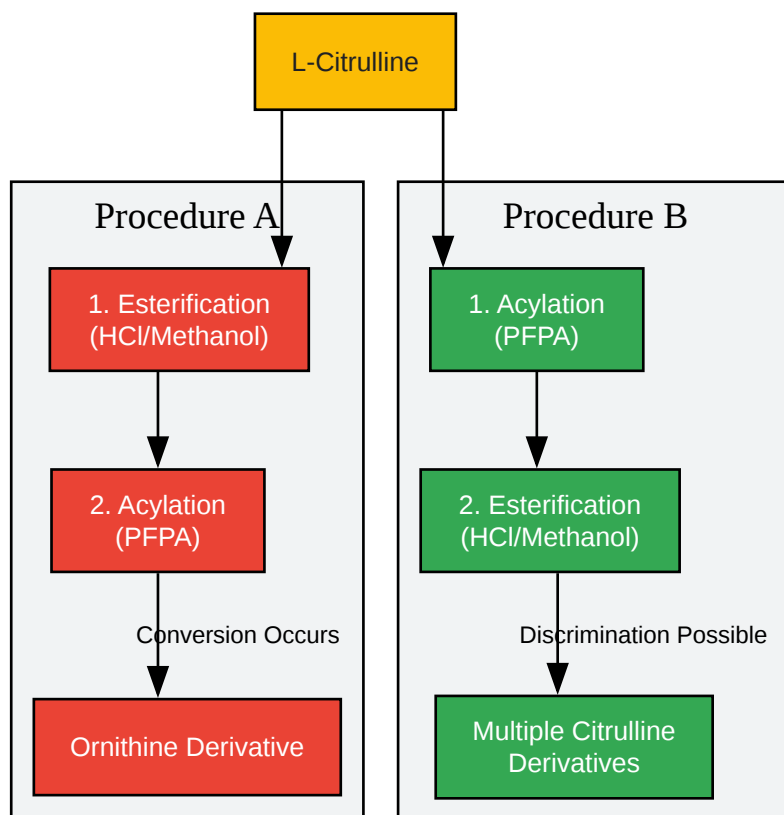 L-Citrulline
Procedure A
1. Esterification
(HCl/Methanol)
2. Acylation
(PFPA)
Conversion Occurs
Ornithine Derivative
Procedure B
1. Acylation
(PFPA)
2. Esterification
(HCl/Methanol)
Discrimination Possible
Multiple Citrulline
Derivatives